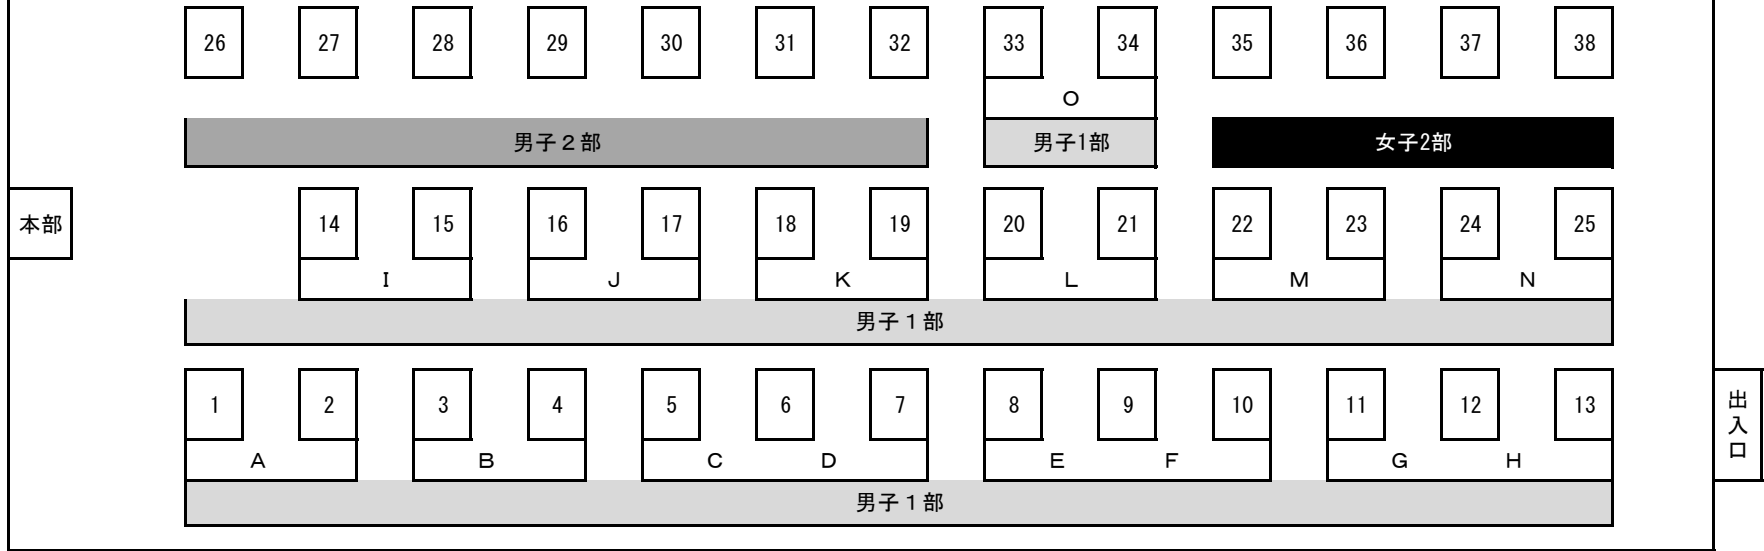 26 27 28 29 30 31 32 33 34 35 36 37 38
O
男子２部 男子1部 女子2部
本部 14 15 16 17 18 19 20 21 22 23 24 25
I J K L M N
男子１部
1 2 3 4 5 6 7 8 9 10 11 12 13
出入口
A B C D E F G H
男子１部